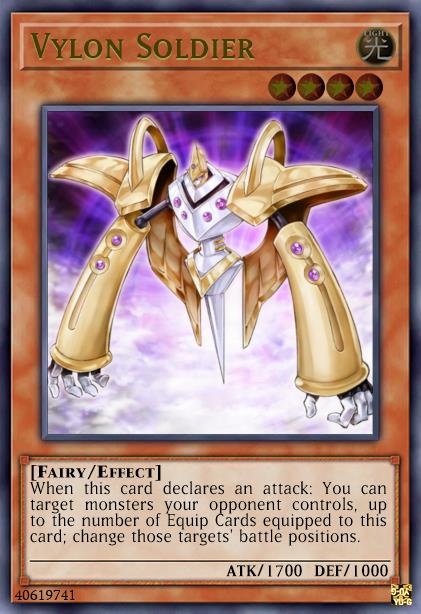 Vylon Soldier
LIGHT
光
[Fairy/Effect]
When this card declares an attack: You can
target monsters your opponent controls, up
to the number of Equip Cards equipped to this
card; change those targets' battle positions.
ATK/1700 DEF/1000
40619741